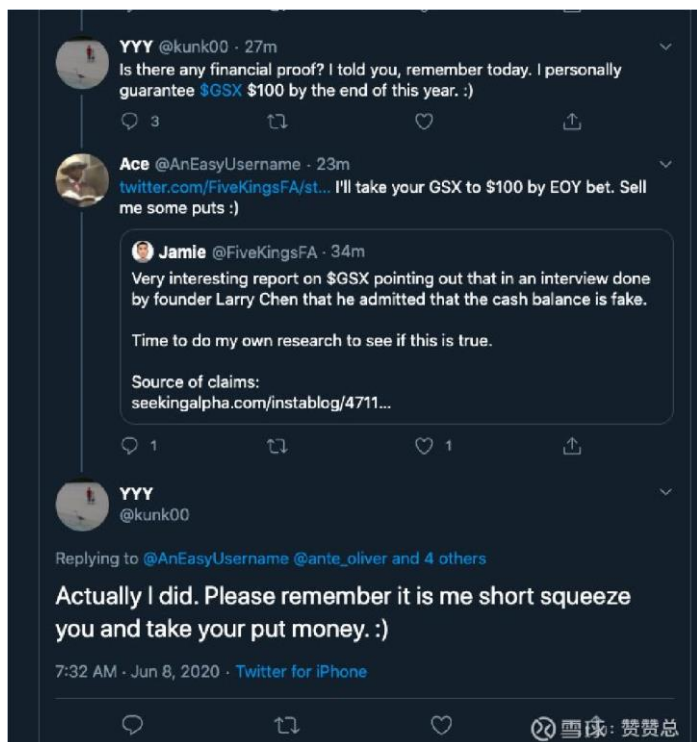 YYY @kunk00 · 27m
Is there any financial proof? I told you, remember today. I personally
guarantee $GSX $100 by the end of this year. :)
3
Ace @AnEasyUsername · 23m
twitter.com/FiveKingsFA/st... I'll take your GSX to $100 by EOY bet. Sell
me some puts :)
Jamie @FiveKingsFA · 34m
Very interesting report on $GSX pointing out that in an interview done
by founder Larry Chen that he admitted that the cash balance is fake.
Time to do my own research to see if this is true.
Source of claims:
seekingalpha.com/instablog/4711...
1 1
YYY
@kunk00
Replying to @AnEasyUsername @ante_oliver and 4 others
Actually I did. Please remember it is me short squeeze
you and take your put money. :)
7:32 AM · Jun 8, 2020 · Twitter for iPhone
雪球: 赞赞总